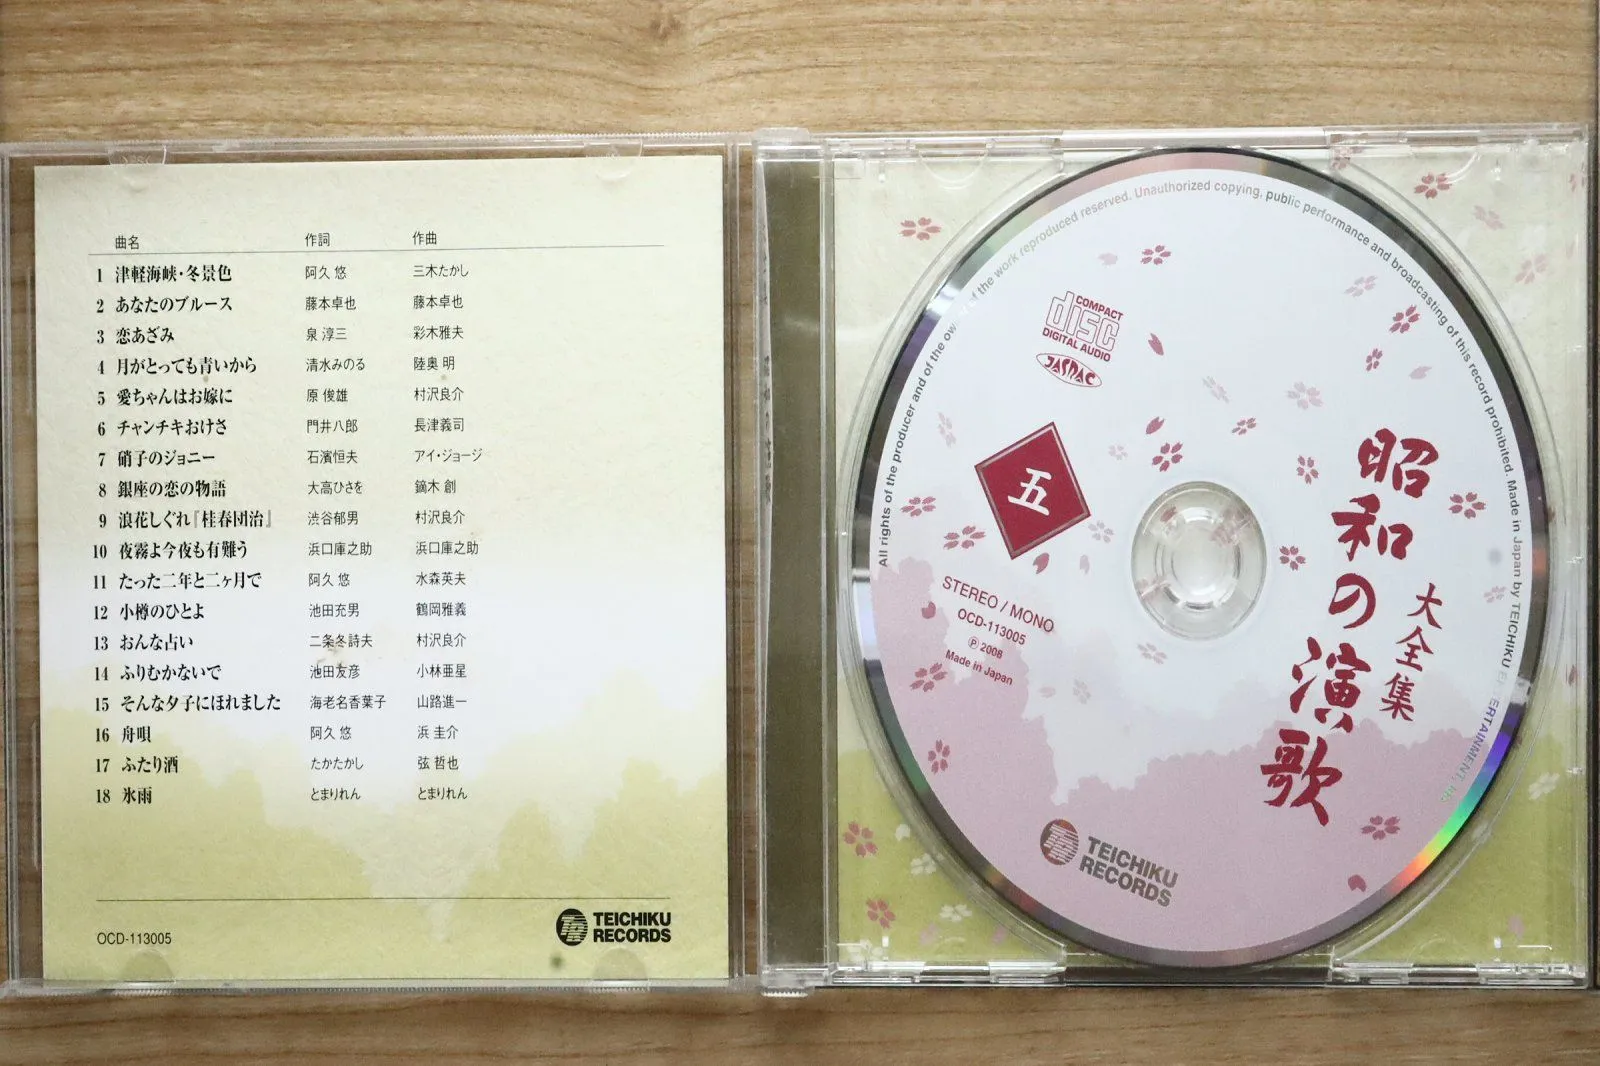 曲名 作詞 作曲
1 津軽海峡・冬景色 阿久 悠 三木たかし
2 あなたのブルース 藤本卓也 藤本卓也
3 恋あざみ 泉 淳三 彩木雅夫
4 月がとっても青いから 清水みのる 陸奥 明
5 愛ちゃんはお嫁に 原 俊雄 村沢良介
6 チャンチキおけさ 門井八郎 長津義司
7 硝子のジョニー 石濱恒夫 アイ・ジョージ
8 銀座の恋の物語 大高ひさを 鏑木 創
9 浪花しぐれ『桂春団治』 渋谷郁男 村沢良介
10 夜霧よ今夜も有難う 浜口庫之助 浜口庫之助
11 たった二年と二ヶ月で 阿久 悠 水森英夫
12 小樽のひとよ 池田充男 鶴岡雅義
13 おんな占い 二条冬詩夫 村沢良介
14 ふりむかないで 池田友彦 小林亜星
15 そんな夕子にほれました 海老名香葉子 山路進一
16 舟唄 阿久 悠 浜 圭介
17 ふたり酒 たかたかし 弦 哲也
18 氷雨 とまりれん とまりれん
OCD-113005
TEICHIKU
RECORDS
All rights of the producer and of the owner of the work reproduced reserved. Unauthorized copying, public performance and broadcasting of this record prohibited. Made in Japan by TEICHIKU ENTERTAINMENT,
COMPACT
disc
DIGITAL AUDIO
JASRAC
五
STEREO / MONO
OCD-113005
Ⓟ 2008
Made in Japan
昭和の演歌
大全集
TEICHIKU
RECORDS